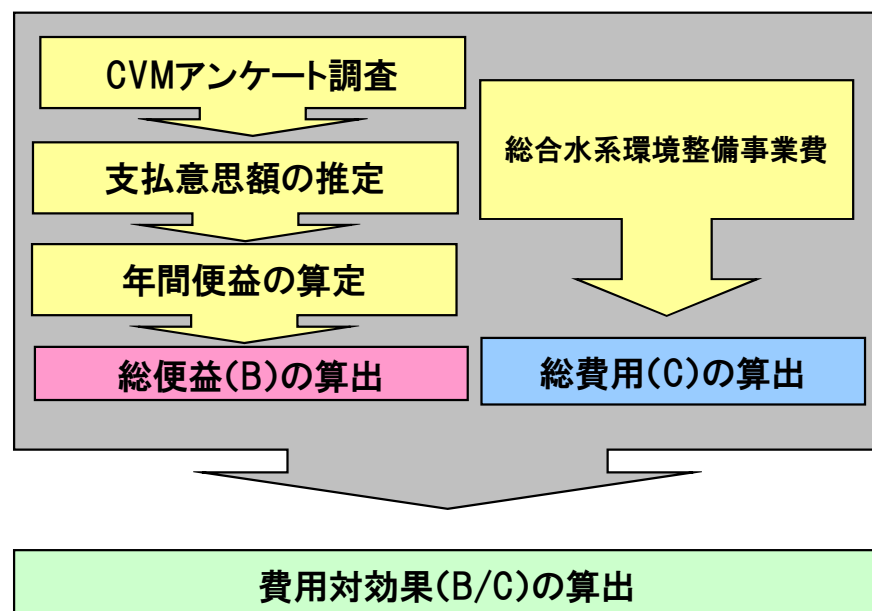 CVMアンケート調査
支払意思額の推定
年間便益の算定
総便益(B)の算出
総合水系環境整備事業費
総費用(C)の算出
費用対効果(B/C)の算出